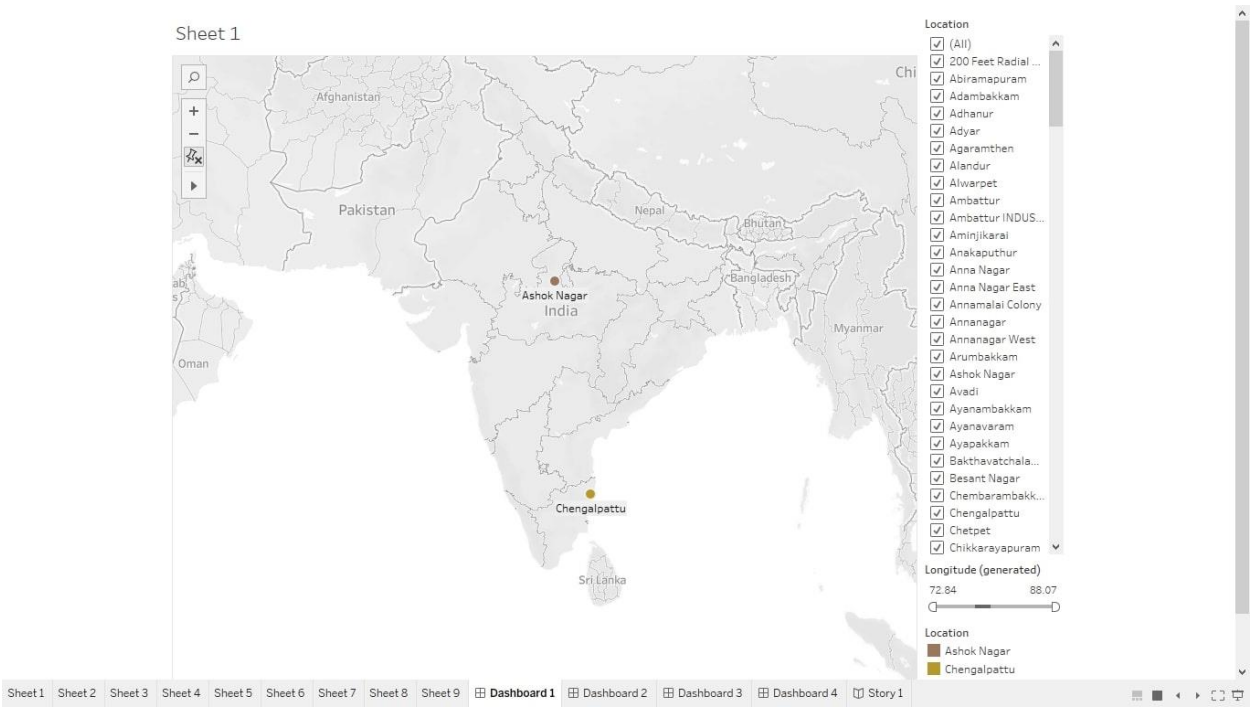 Sheet 1
Afghanistan
Chi
Pakistan
Nepal
Bhutan
Bangladesh
Ashok Nagar
India
Myanmar
Oman
Chengalpattu
Sri Lanka
Location
(All)
200 Feet Radial ...
Abiramapuram
Adambakkam
Adhanur
Adyar
Agaramthen
Alandur
Alwarpet
Ambattur
Ambattur INDUS...
Aminjikarai
Anakaputhur
Anna Nagar
Anna Nagar East
Annamalai Colony
Annanagar
Annanagar West
Arumbakkam
Ashok Nagar
Avadi
Ayanambakkam
Ayanavaram
Ayapakkam
Bakthavatchala...
Besant Nagar
Chembarambakk...
Chengalpattu
Chetpet
Chikkarayapuram
Longitude (generated)
72.84 88.07
Location
Ashok Nagar
Chengalpattu
Sheet 1 Sheet 2 Sheet 3 Sheet 4 Sheet 5 Sheet 6 Sheet 7 Sheet 8 Sheet 9 Dashboard 1 Dashboard 2 Dashboard 3 Dashboard 4 Story 1